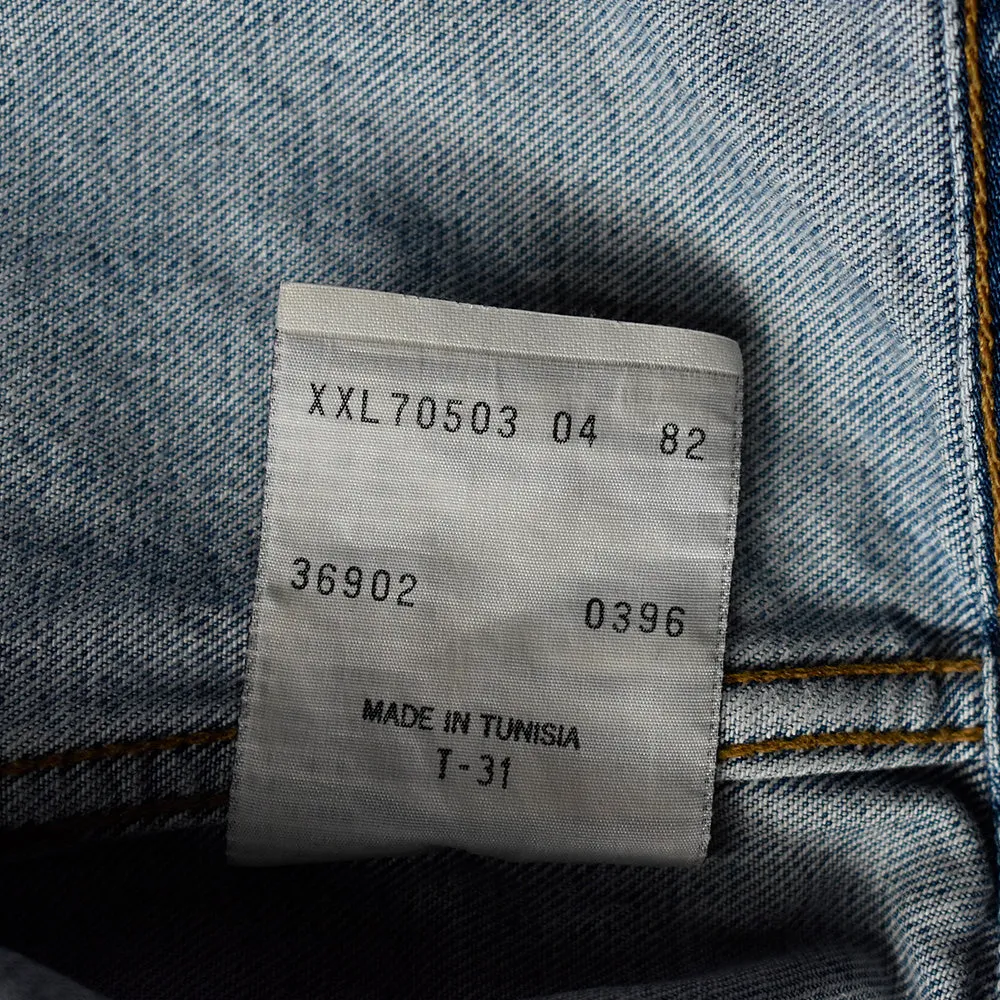 XXL70503 04 82
36902 0396
MADE IN TUNISIA
T-31